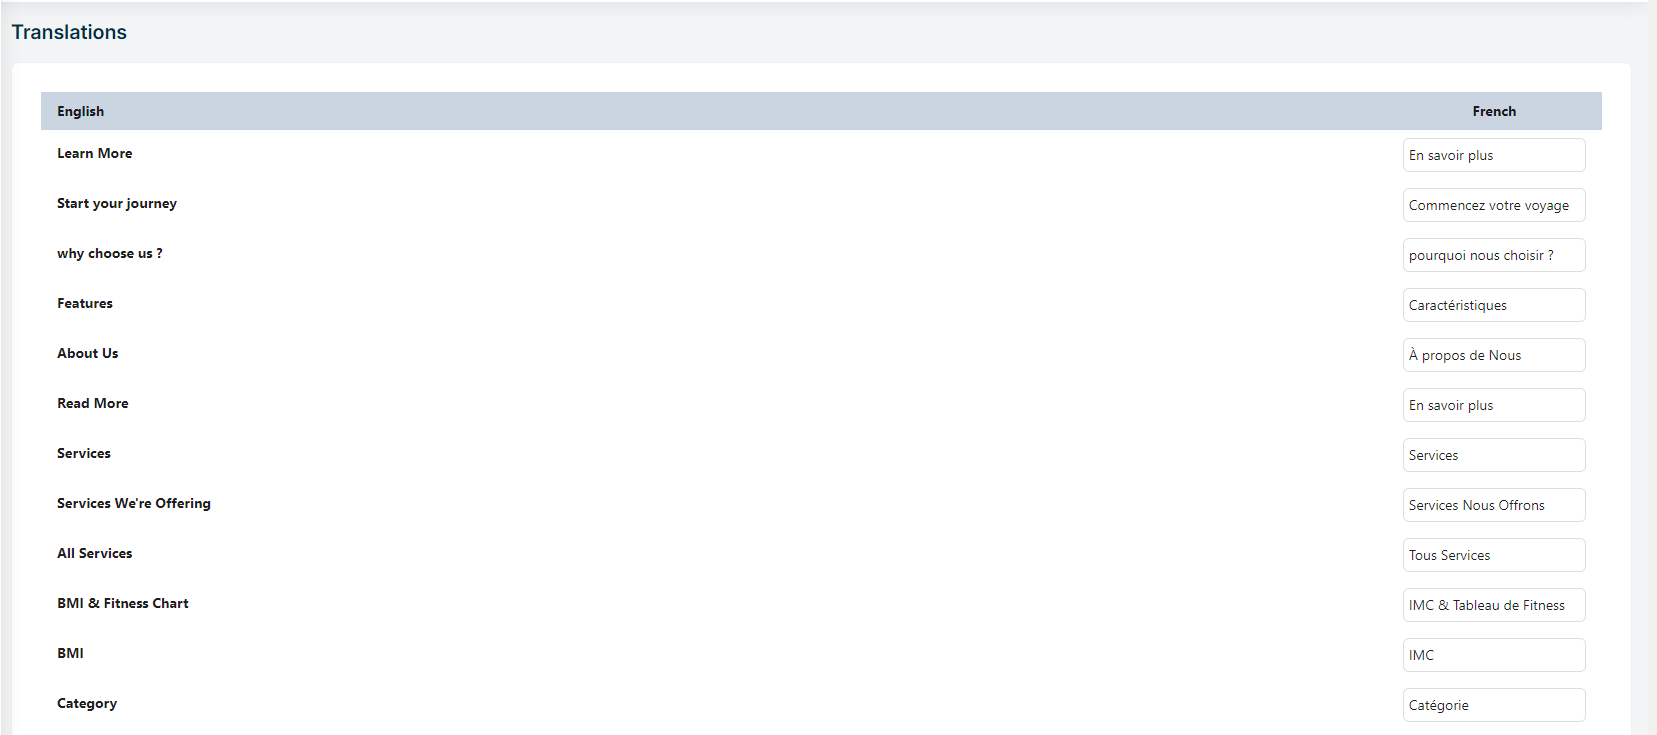 Translations
English French
Learn More En savoir plus
Start your journey Commencez votre voyage
why choose us ? pourquoi nous choisir ?
Features Caractéristiques
About Us À propos de Nous
Read More En savoir plus
Services Services
Services We're Offering Services Nous Offrons
All Services Tous Services
BMI & Fitness Chart IMC & Tableau de Fitness
BMI IMC
Category Catégorie